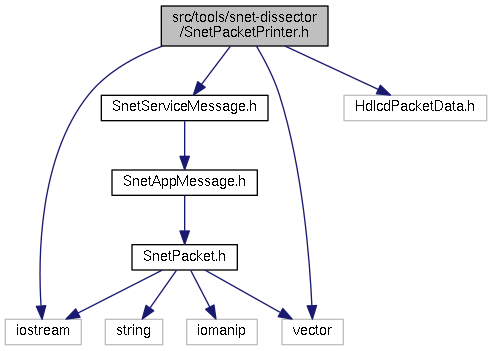 src/tools/snet-dissector
/SnetPacketPrinter.h
SnetServiceMessage.h
HdlcdPacketData.h
SnetAppMessage.h
SnetPacket.h
iostream
string
iomanip
vector